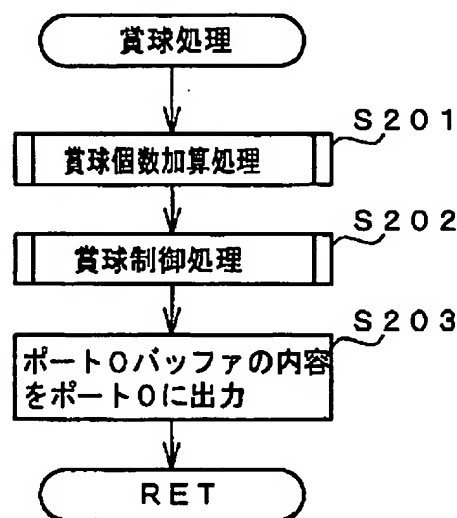 賞球処理
S201
賞球個数加算処理
S202
賞球制御処理
S203
ポート0バッファの内容
をポート0に出力
RET